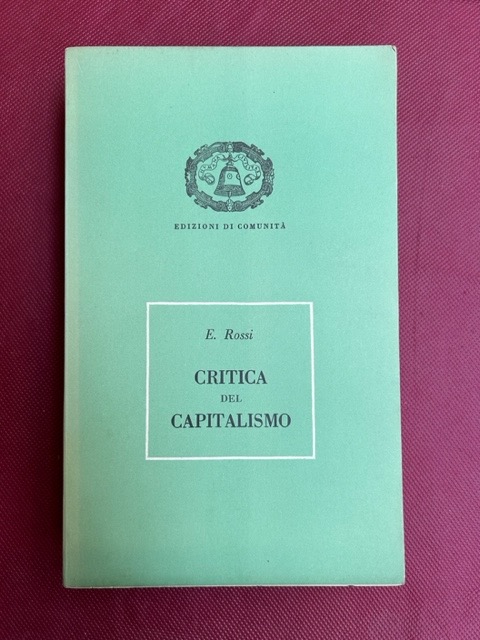 EDIZIONI DI COMUNITÀ
E. Rossi
CRITICA
DEL
CAPITALISMO